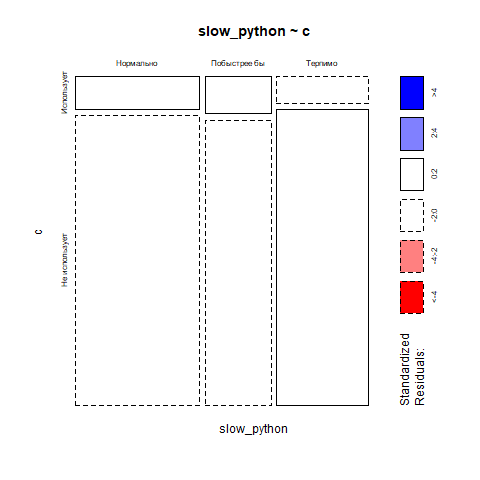 slow_python ~ c
Нормально
Побыстрее бы
Терпимо
Использует
Не использует
c
slow_python
>4
2:4
0:2
-2:0
-4:-2
<-4
Standardized
Residuals: